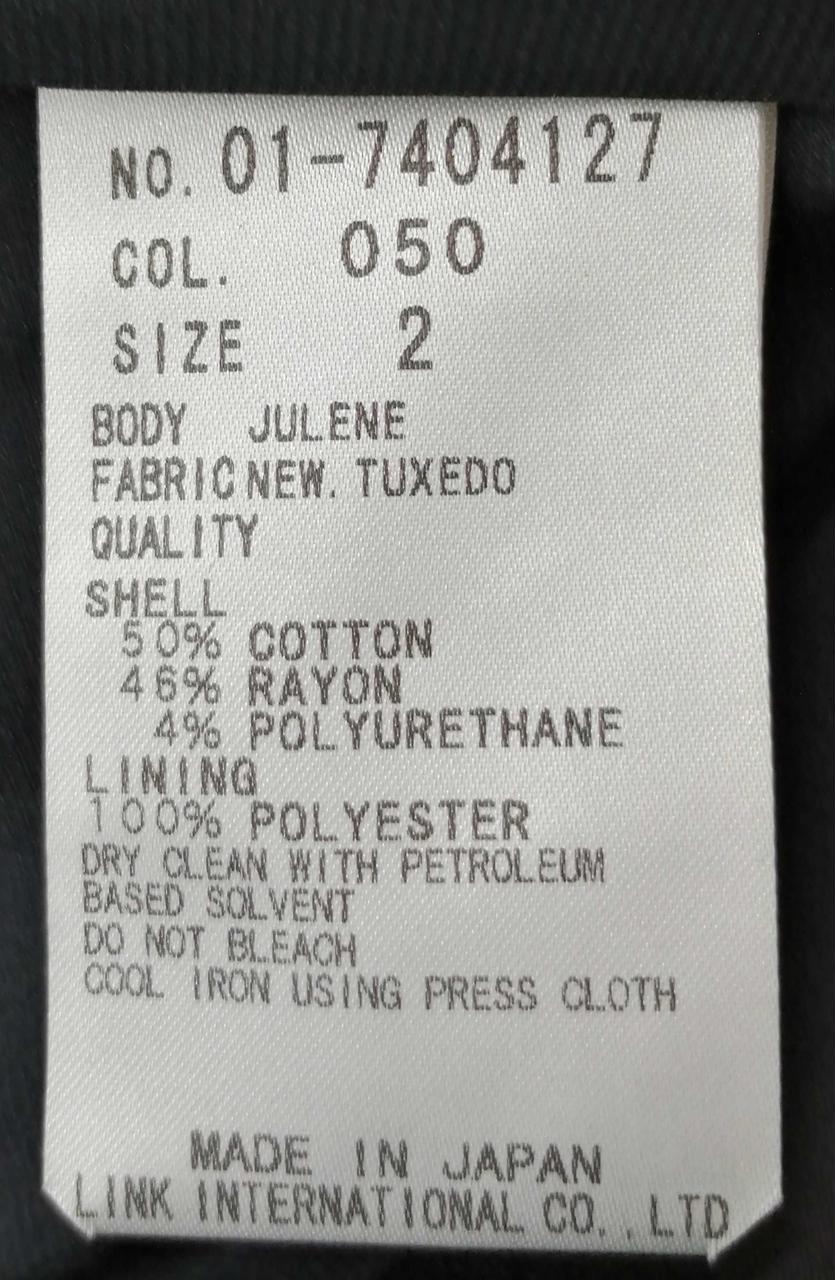 NO. 01-7404127
COL. 050
SIZE 2
BODY JULENE
FABRIC NEW. TUXEDO
QUALITY
SHELL
50% COTTON
46% RAYON
4% POLYURETHANE
LINING
100% POLYESTER
DRY CLEAN WITH PETROLEUM
BASED SOLVENT
DO NOT BLEACH
COOL IRON USING PRESS CLOTH
MADE IN JAPAN
LINK INTERNATIONAL CO.,LTD